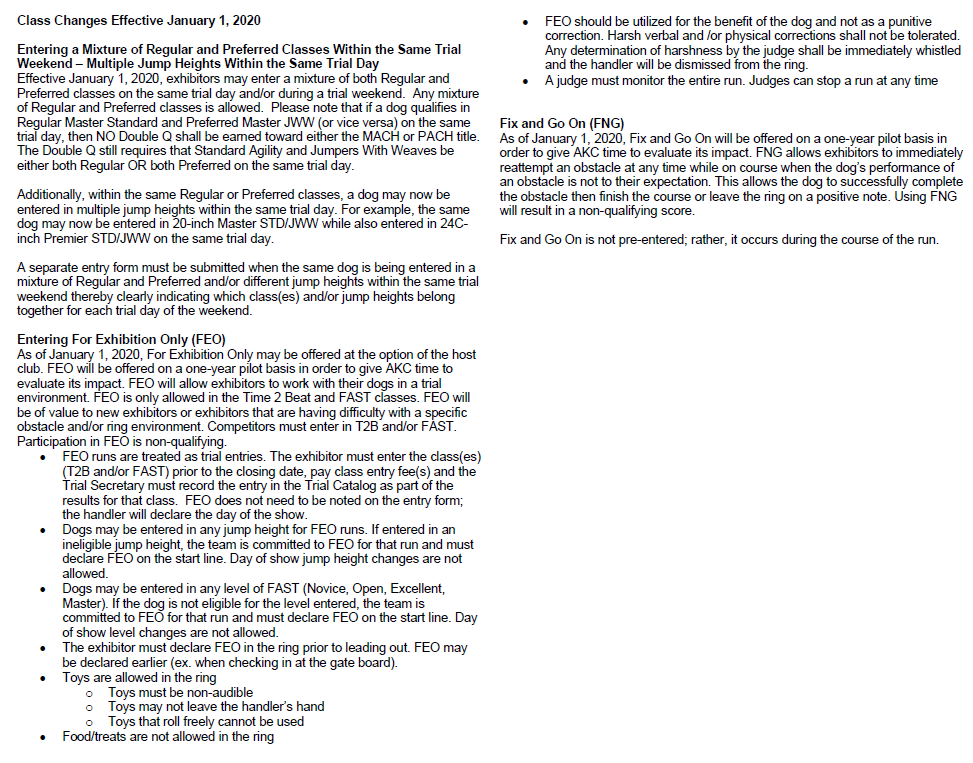 Class Changes Effective January 1, 2020
Entering a Mixture of Regular and Preferred Classes Within the Same Trial
Weekend – Multiple Jump Heights Within the Same Trial Day
Effective January 1, 2020, exhibitors may enter a mixture of both Regular and
Preferred classes on the same trial day and/or during a trial weekend.  Any mixture
of Regular and Preferred classes is allowed.  Please note that if a dog qualifies in
Regular Master Standard and Preferred Master JWW (or vice versa) on the same
trial day, then NO Double Q shall be earned toward either the MACH or PACH title.
The Double Q still requires that Standard Agility and Jumpers With Weaves be
either both Regular OR both Preferred on the same trial day.
Additionally, within the same Regular or Preferred classes, a dog may now be
entered in multiple jump heights within the same trial day. For example, the same
dog may now be entered in 20-inch Master STD/JWW while also entered in 24C-
inch Premier STD/JWW on the same trial day.
A separate entry form must be submitted when the same dog is being entered in a
mixture of Regular and Preferred and/or different jump heights within the same trial
weekend thereby clearly indicating which class(es) and/or jump heights belong
together for each trial day of the weekend.
Entering For Exhibition Only (FEO)
As of January 1, 2020, For Exhibition Only may be offered at the option of the host
club. FEO will be offered on a one-year pilot basis in order to give AKC time to
evaluate its impact. FEO will allow exhibitors to work with their dogs in a trial
environment. FEO is only allowed in the Time 2 Beat and FAST classes. FEO will
be of value to new exhibitors or exhibitors that are having difficulty with a specific
obstacle and/or ring environment. Competitors must enter in T2B and/or FAST.
Participation in FEO is non-qualifying.
• FEO runs are treated as trial entries. The exhibitor must enter the class(es)
(T2B and/or FAST) prior to the closing date, pay class entry fee(s) and the
Trial Secretary must record the entry in the Trial Catalog as part of the
results for that class.  FEO does not need to be noted on the entry form;
the handler will declare the day of the show.
• Dogs may be entered in any jump height for FEO runs. If entered in an
ineligible jump height, the team is committed to FEO for that run and must
declare FEO on the start line. Day of show jump height changes are not
allowed.
• Dogs may be entered in any level of FAST (Novice, Open, Excellent,
Master). If the dog is not eligible for the level entered, the team is
committed to FEO for that run and must declare FEO on the start line. Day
of show level changes are not allowed.
• The exhibitor must declare FEO in the ring prior to leading out. FEO may
be declared earlier (ex. when checking in at the gate board).
• Toys are allowed in the ring
o Toys must be non-audible
o Toys may not leave the handler's hand
o Toys that roll freely cannot be used
• Food/treats are not allowed in the ring
• FEO should be utilized for the benefit of the dog and not as a punitive
correction. Harsh verbal and /or physical corrections shall not be tolerated.
Any determination of harshness by the judge shall be immediately whistled
and the handler will be dismissed from the ring.
• A judge must monitor the entire run. Judges can stop a run at any time
Fix and Go On (FNG)
As of January 1, 2020, Fix and Go On will be offered on a one-year pilot basis in
order to give AKC time to evaluate its impact. FNG allows exhibitors to immediately
reattempt an obstacle at any time while on course when the dog's performance of
an obstacle is not to their expectation. This allows the dog to successfully complete
the obstacle then finish the course or leave the ring on a positive note. Using FNG
will result in a non-qualifying score.
Fix and Go On is not pre-entered; rather, it occurs during the course of the run.